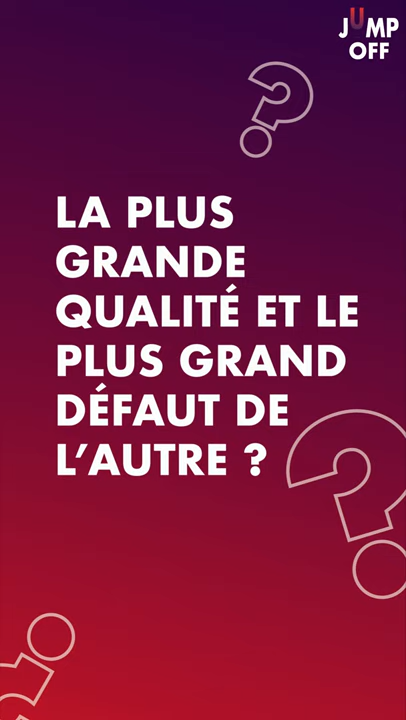 JUMP
OFF
LA PLUS
GRANDE
QUALITÉ ET LE
PLUS GRAND
DÉFAUT DE
L’AUTRE ?